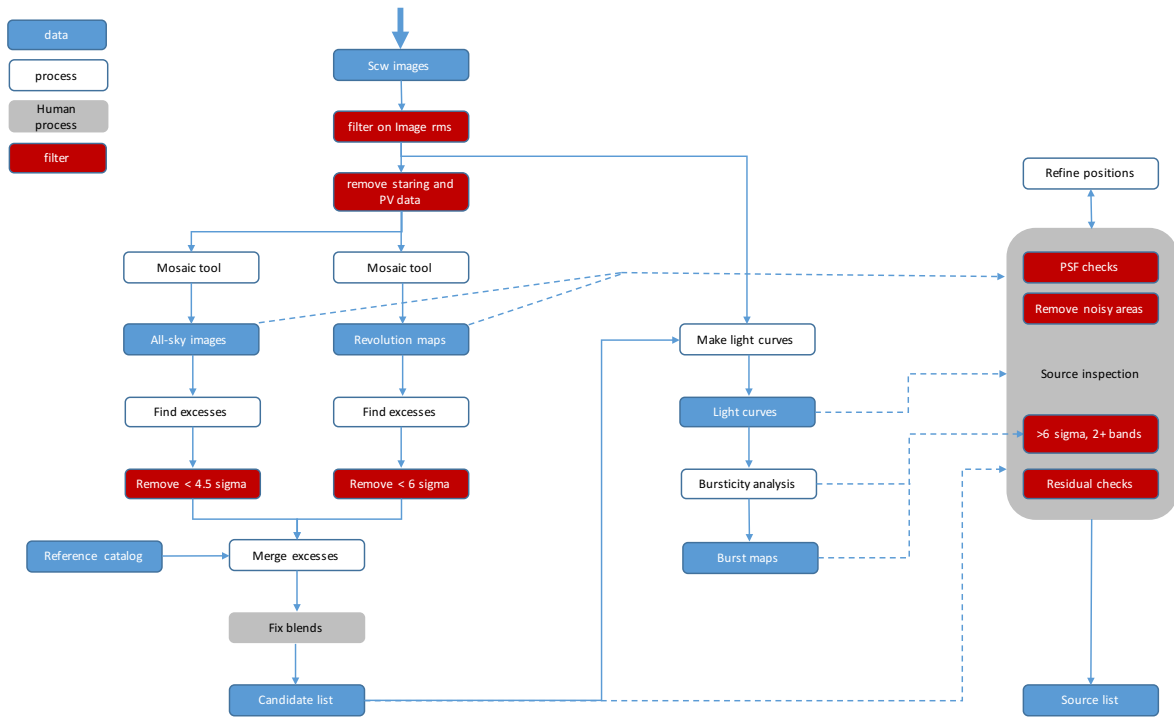 data
process
Human
process
filter
Scw images
filter on Image rms
remove staring and
PV data
Mosaic tool
Mosaic tool
All-sky images
Revolution maps
Find excesses
Find excesses
Remove < 4.5 sigma
Remove < 6 sigma
Reference catalog
Merge excesses
Fix blends
Candidate list
Make light curves
Light curves
Bursticity analysis
Burst maps
Refine positions
PSF checks
Remove noisy areas
Source inspection
>6 sigma, 2+ bands
Residual checks
Source list